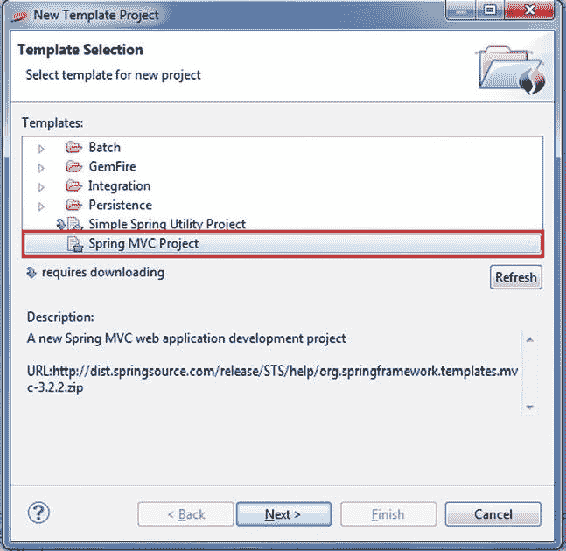 New Template Project
Template Selection
Select template for new project
Templates:
Batch
GemFire
Integration
Persistence
Simple Spring Utility Project
Spring MVC Project
requires downloading
Refresh
Description:
A new Spring MVC web application development project
URL:http://dist.springsource.com/release/STS/help/org.springframework.templates.mv
c-3.2.2.zip
?
< Back
Next >
Finish
Cancel